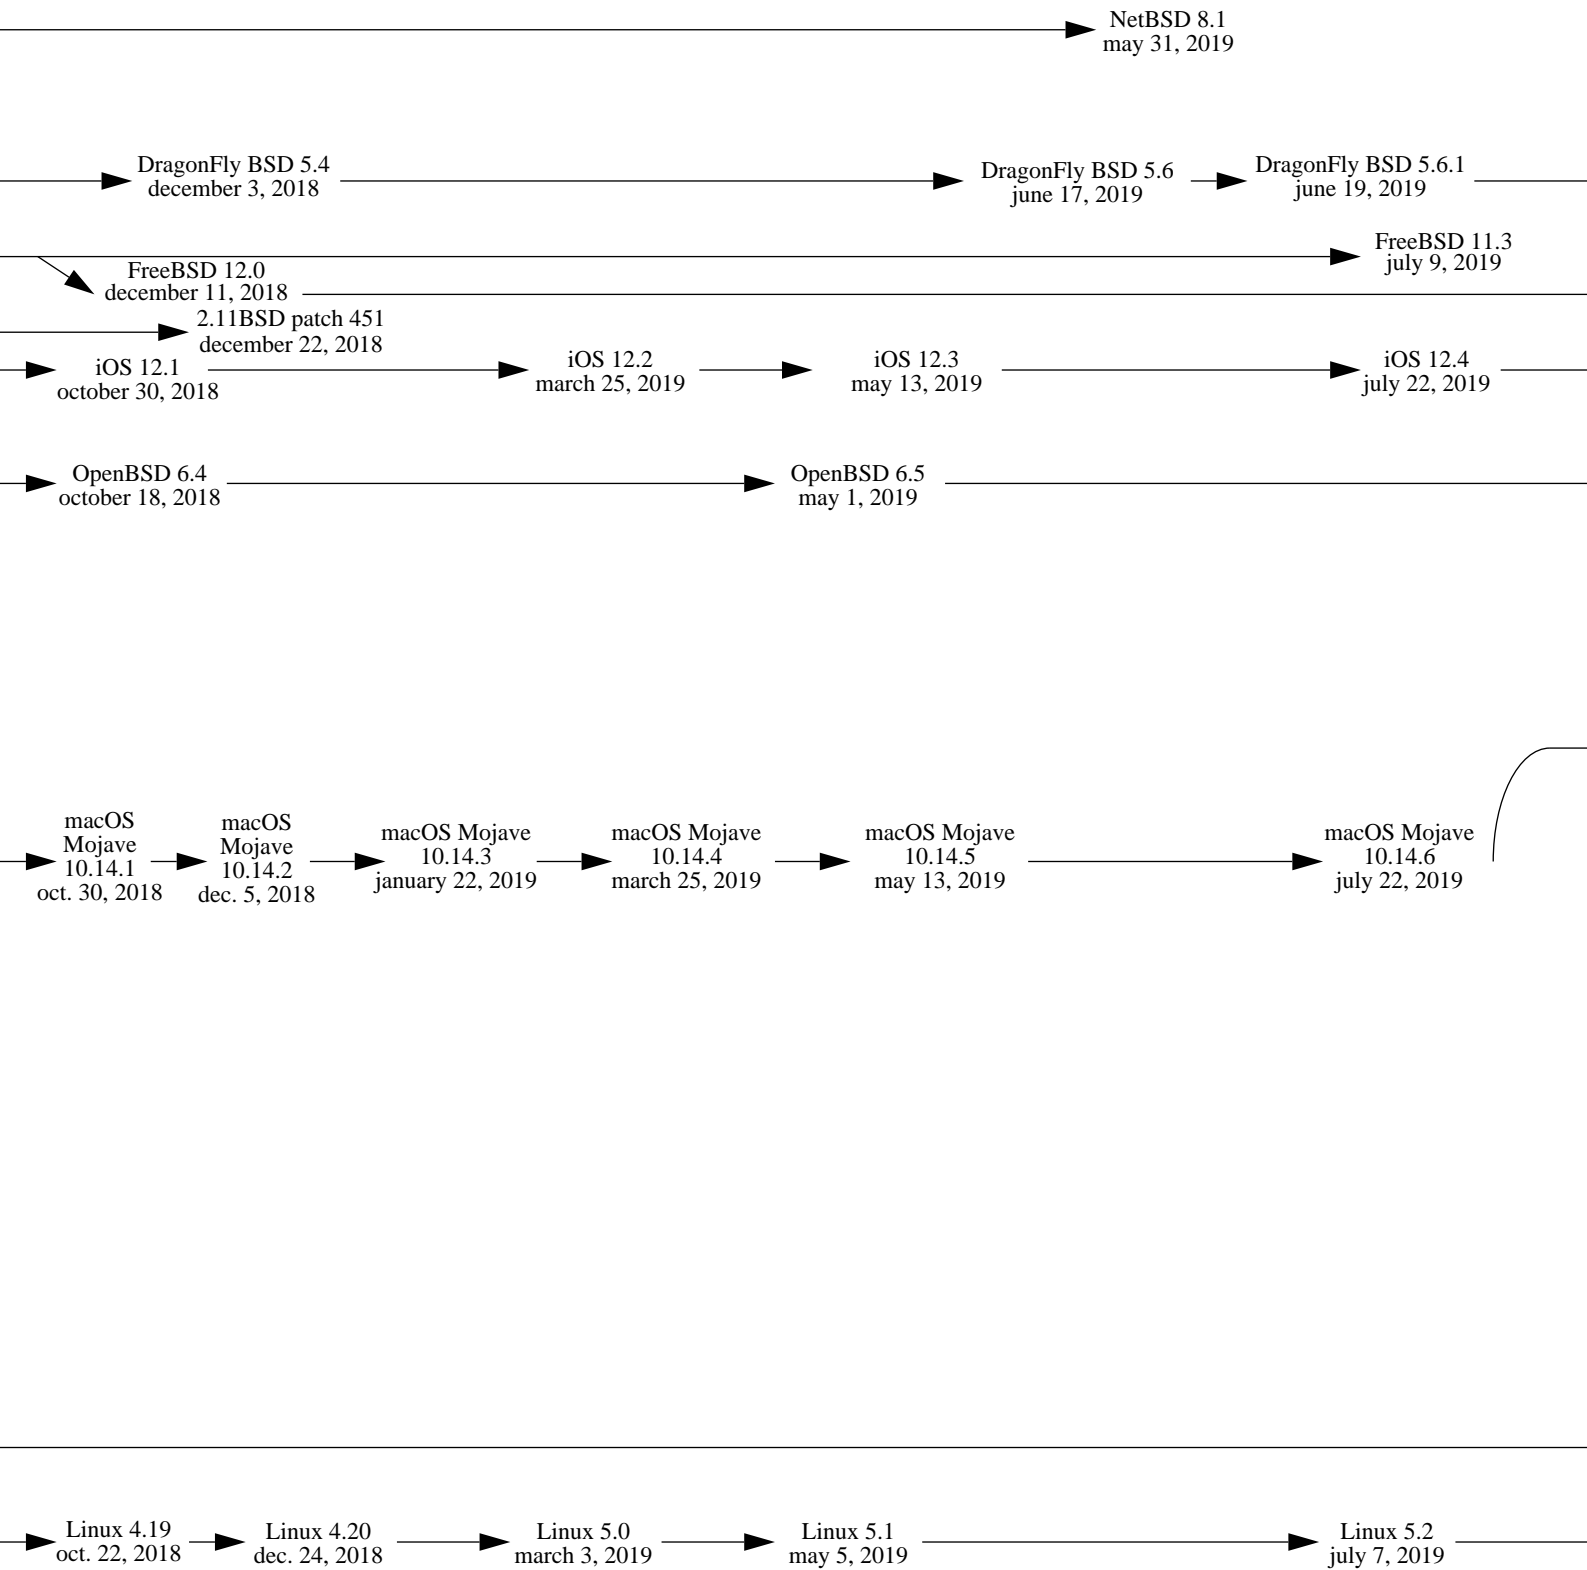 NetBSD 8.1
may 31, 2019
DragonFly BSD 5.4
december 3, 2018
DragonFly BSD 5.6
june 17, 2019
DragonFly BSD 5.6.1
june 19, 2019
FreeBSD 11.3
july 9, 2019
FreeBSD 12.0
december 11, 2018
2.11BSD patch 451
december 22, 2018
iOS 12.1
october 30, 2018
iOS 12.2
march 25, 2019
iOS 12.3
may 13, 2019
iOS 12.4
july 22, 2019
OpenBSD 6.4
october 18, 2018
OpenBSD 6.5
may 1, 2019
macOS
Mojave
10.14.1
oct. 30, 2018
macOS
Mojave
10.14.2
dec. 5, 2018
macOS Mojave
10.14.3
january 22, 2019
macOS Mojave
10.14.4
march 25, 2019
macOS Mojave
10.14.5
may 13, 2019
macOS Mojave
10.14.6
july 22, 2019
Linux 4.19
oct. 22, 2018
Linux 4.20
dec. 24, 2018
Linux 5.0
march 3, 2019
Linux 5.1
may 5, 2019
Linux 5.2
july 7, 2019